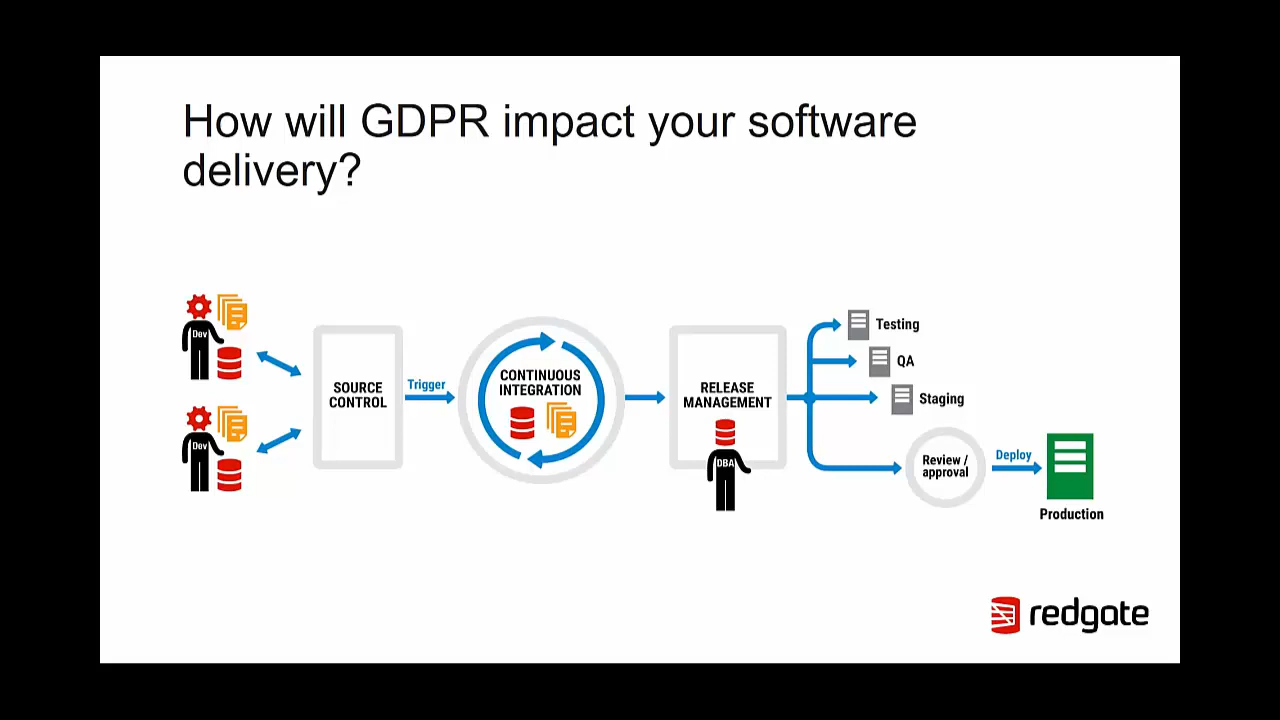 How will GDPR impact your software
delivery?
Dev
Dev
SOURCE
CONTROL
Trigger
CONTINUOUS
INTEGRATION
RELEASE
MANAGEMENT
DBA
Testing
QA
Staging
Review /
approval
Deploy
Production
redgate